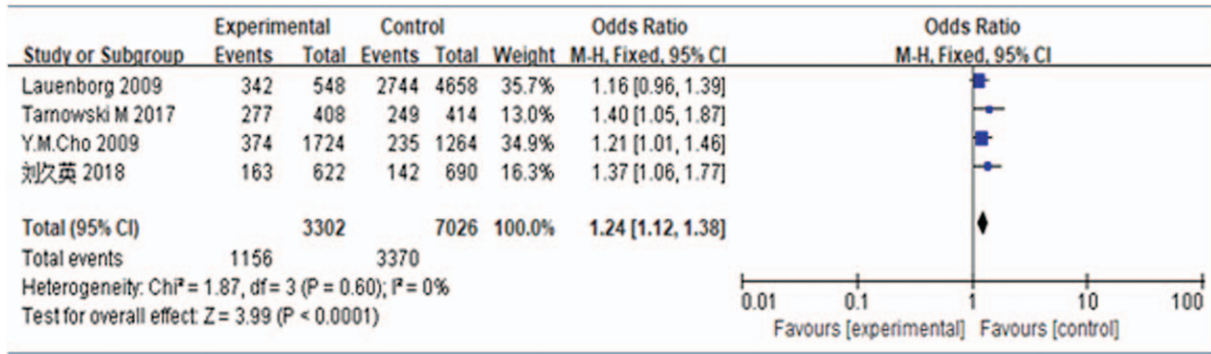 Experimental Control Odds Ratio Odds Ratio
Study or Subgroup Events Total Events Total Weight M-H, Fixed, 95% CI M-H, Fixed, 95% CI
Lauenborg 2009 342 548 2744 4658 35.7% 1.16 [0.96, 1.39]
Tarnowski M 2017 277 408 249 414 13.0% 1.40 [1.05, 1.87]
Y.M.Cho 2009 374 1724 235 1264 34.9% 1.21 [1.01, 1.46]
刘久英 2018 163 622 142 690 16.3% 1.37 [1.06, 1.77]
Total (95% CI) 3302 7026 100.0% 1.24 [1.12, 1.38]
Total events 1156 3370
Heterogeneity: Chi² = 1.87, df = 3 (P = 0.60); I² = 0%
Test for overall effect: Z = 3.99 (P < 0.0001)
0.01 0.1 1 10 100
Favours [experimental] Favours [control]